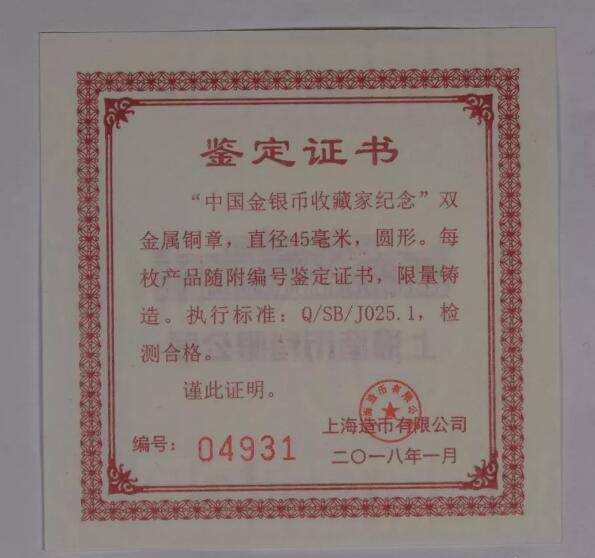 鉴定证书
“中国金银币收藏家纪念”双
金属铜章，直径45毫米，圆形。每
枚产品随附编号鉴定证书，限量铸
造。执行标准：Q/SB/J025.1，检
测合格。
谨此证明。
上海造币有限公司
编号：04931
二〇一八年一月